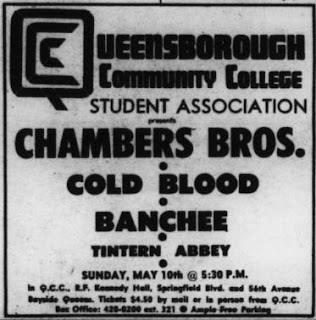 QUEENSBOROUGH
COMMUNITY COLLEGE
STUDENT ASSOCIATION
presents
CHAMBERS BROS.
COLD BLOOD
BANCHEE
TINTERN ABBEY
SUNDAY, MAY 10th @ 5:30 P.M.
In Q.C.C., R.F. Kennedy Hall, Springfield Blvd. and 56th Avenue
Bayside Queens. Tickets $4.50 by mail or in person from Q.C.C.
Box Office: 428-0200 ext. 321 ● Ample Free Parking